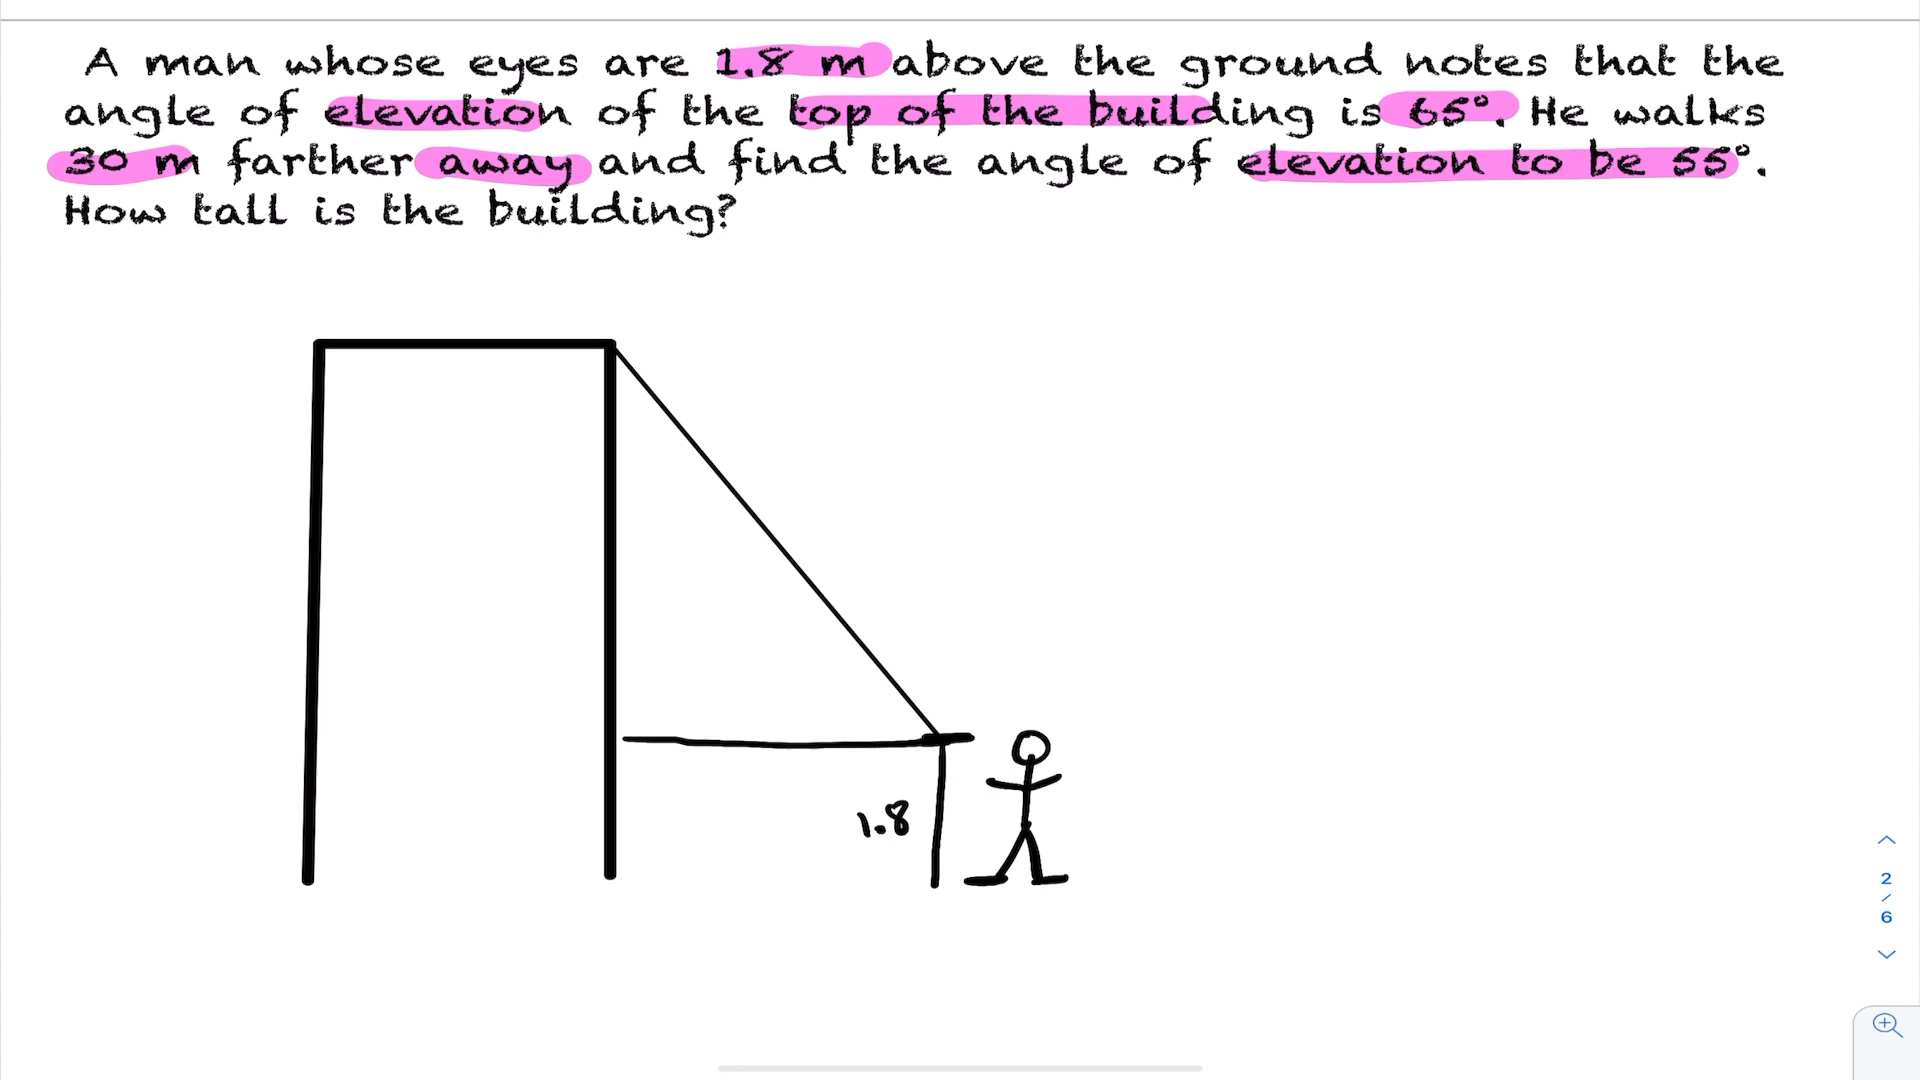 A man whose eyes are 1.8 m above the ground notes that the
angle of elevation of the top of the building is 65°. He walks
30 m farther away and find the angle of elevation to be 55°.
How tall is the building?
1.8
2
/
6